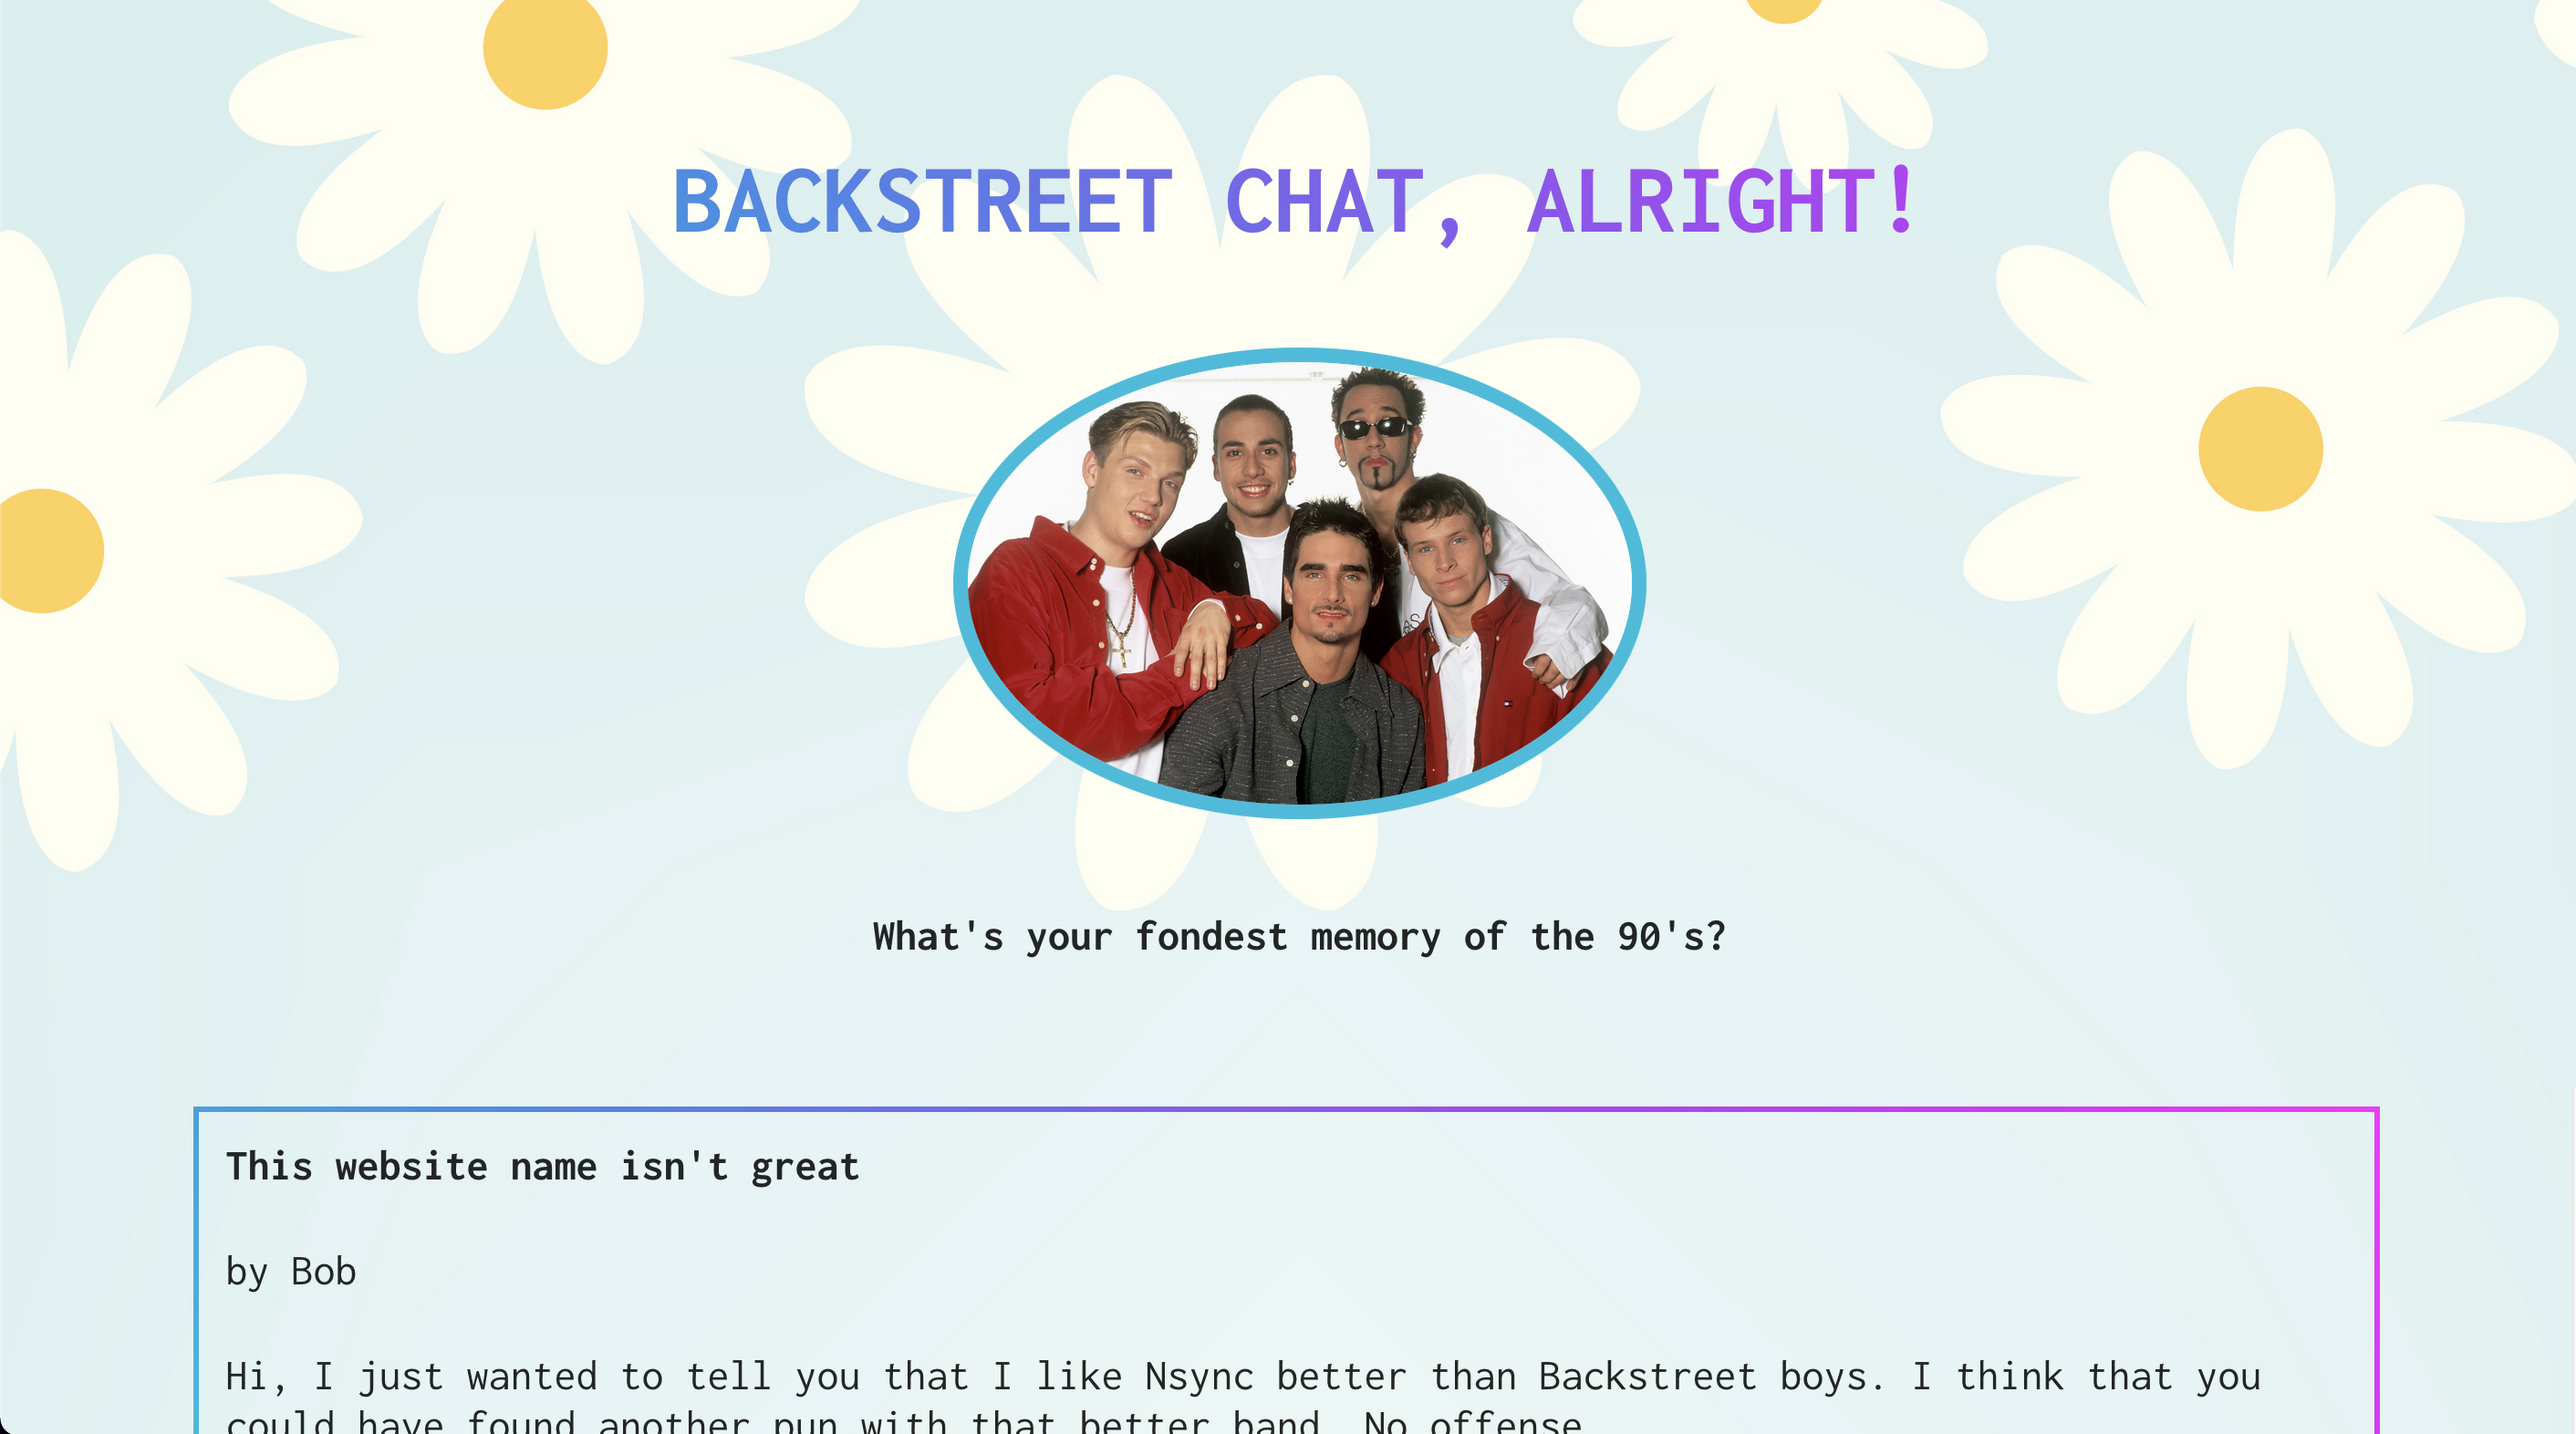 BACKSTREET CHAT, ALRIGHT!
What's your fondest memory of the 90's?
This website name isn't great
by Bob
Hi, I just wanted to tell you that I like Nsync better than Backstreet boys. I think that you
could have found another pun with that better band. No offense